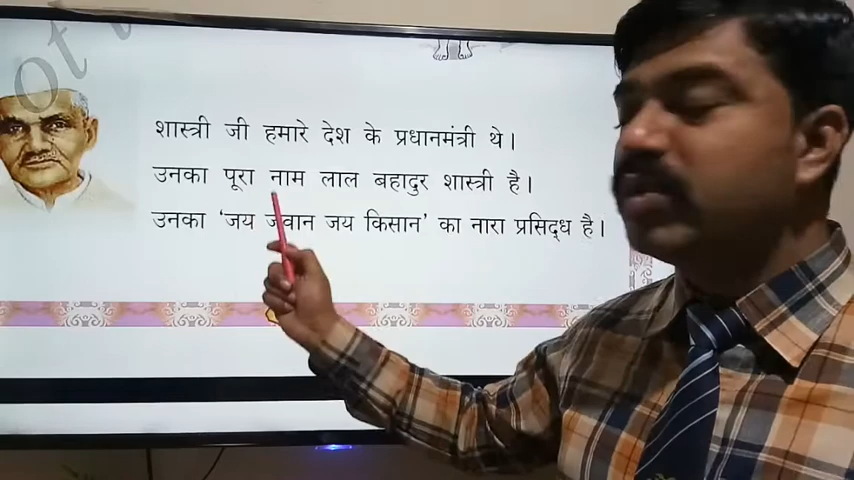 शास्त्री जी हमारे देश के प्रधानमंत्री थे।
उनका पूरा नाम लाल बहादुर शास्त्री है।
उनका ‘जय जवान जय किसान’ का नारा प्रसिद्ध है।